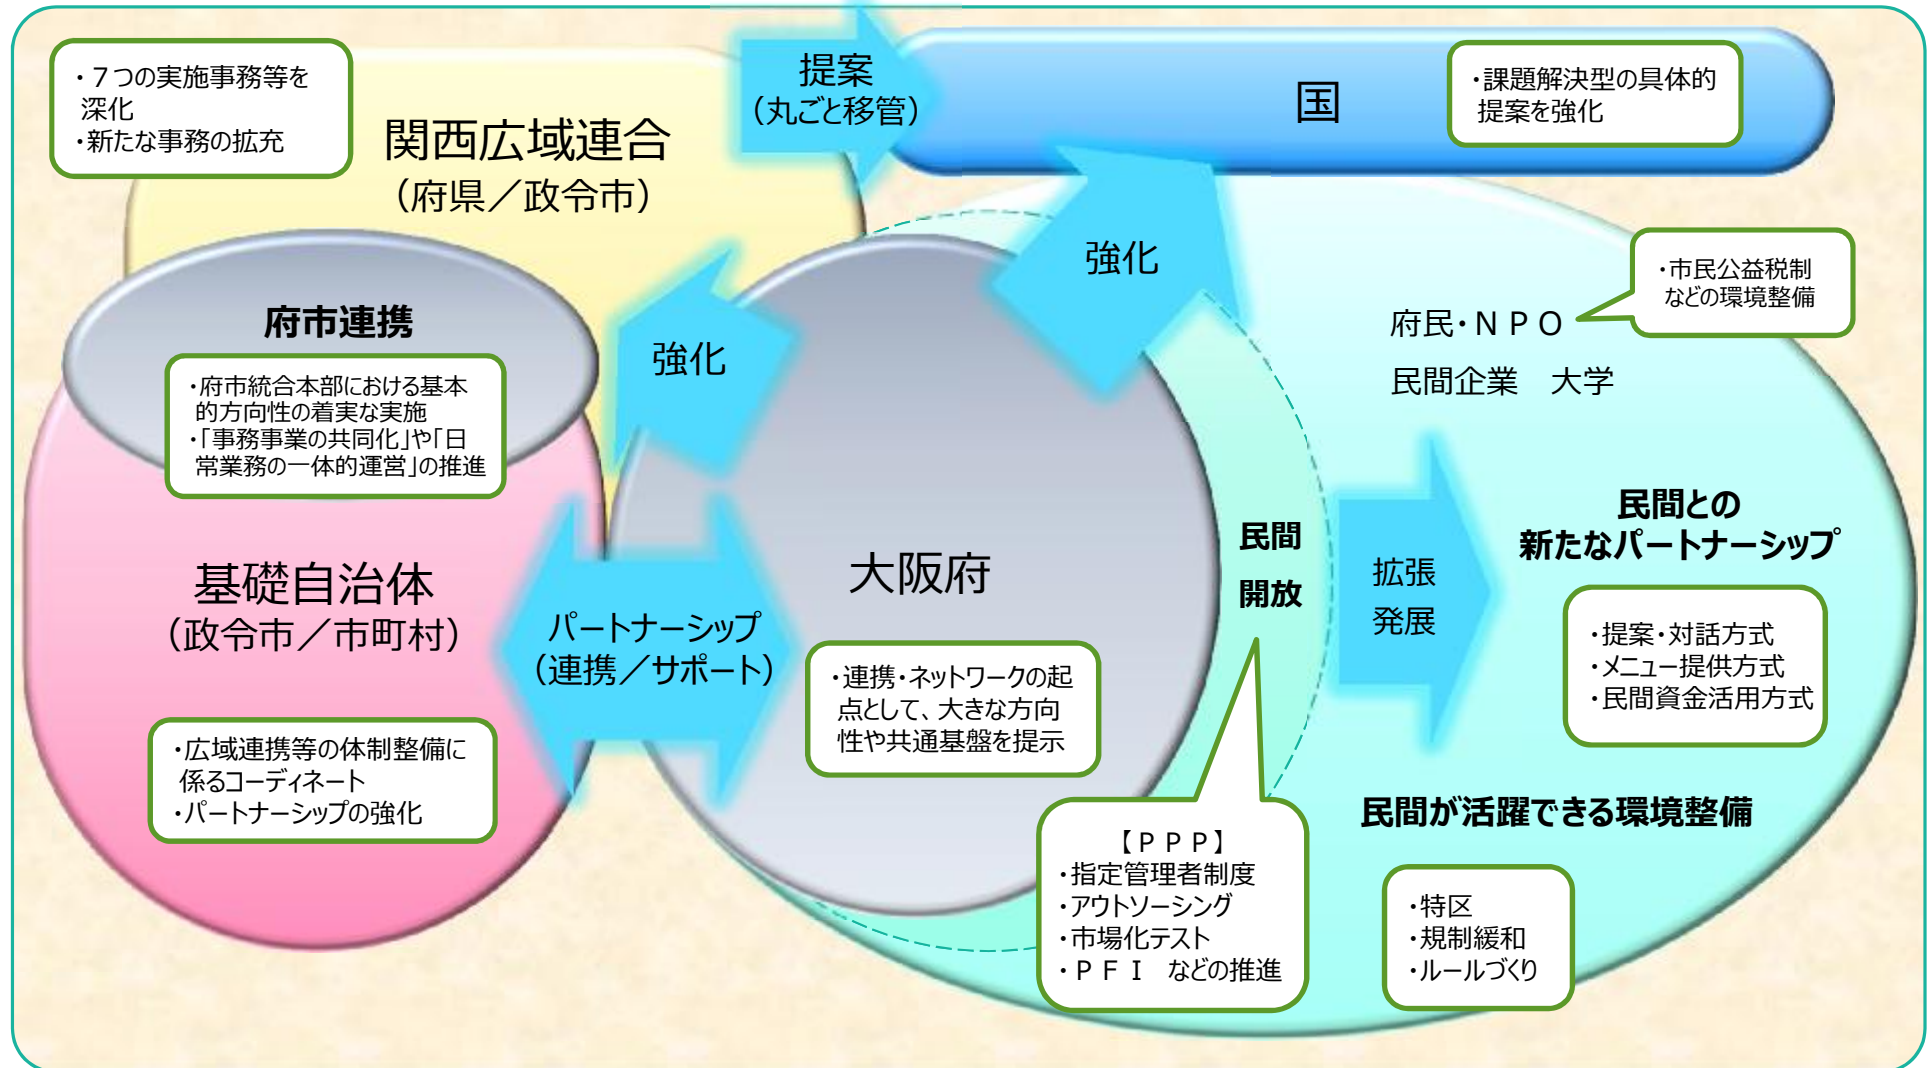 ・７つの実施事務等を
深化
・新たな事務の拡充
関西広域連合
（府県／政令市）
提案
（丸ごと移管）
国
・課題解決型の具体的
提案を強化
強化
・市民公益税制
などの環境整備
府民・ＮＰＯ
民間企業　大学
府市連携
・府市統合本部における基本
的方向性の着実な実施
・「事務事業の共同化」や「日
常業務の一体的運営」の推進
強化
基礎自治体
（政令市／市町村）
・広域連携等の体制整備に
係るコーディネート
・パートナーシップの強化
パートナーシップ
（連携／サポート）
大阪府
・連携・ネットワークの起
点として、大きな方向
性や共通基盤を提示
民間
開放
拡張
発展
民間との
新たなパートナーシップ
・提案・対話方式
・メニュー提供方式
・民間資金活用方式
【ＰＰＰ】
・指定管理者制度
・アウトソーシング
・市場化テスト
・ＰＦＩ　などの推進
民間が活躍できる環境整備
・特区
・規制緩和
・ルールづくり